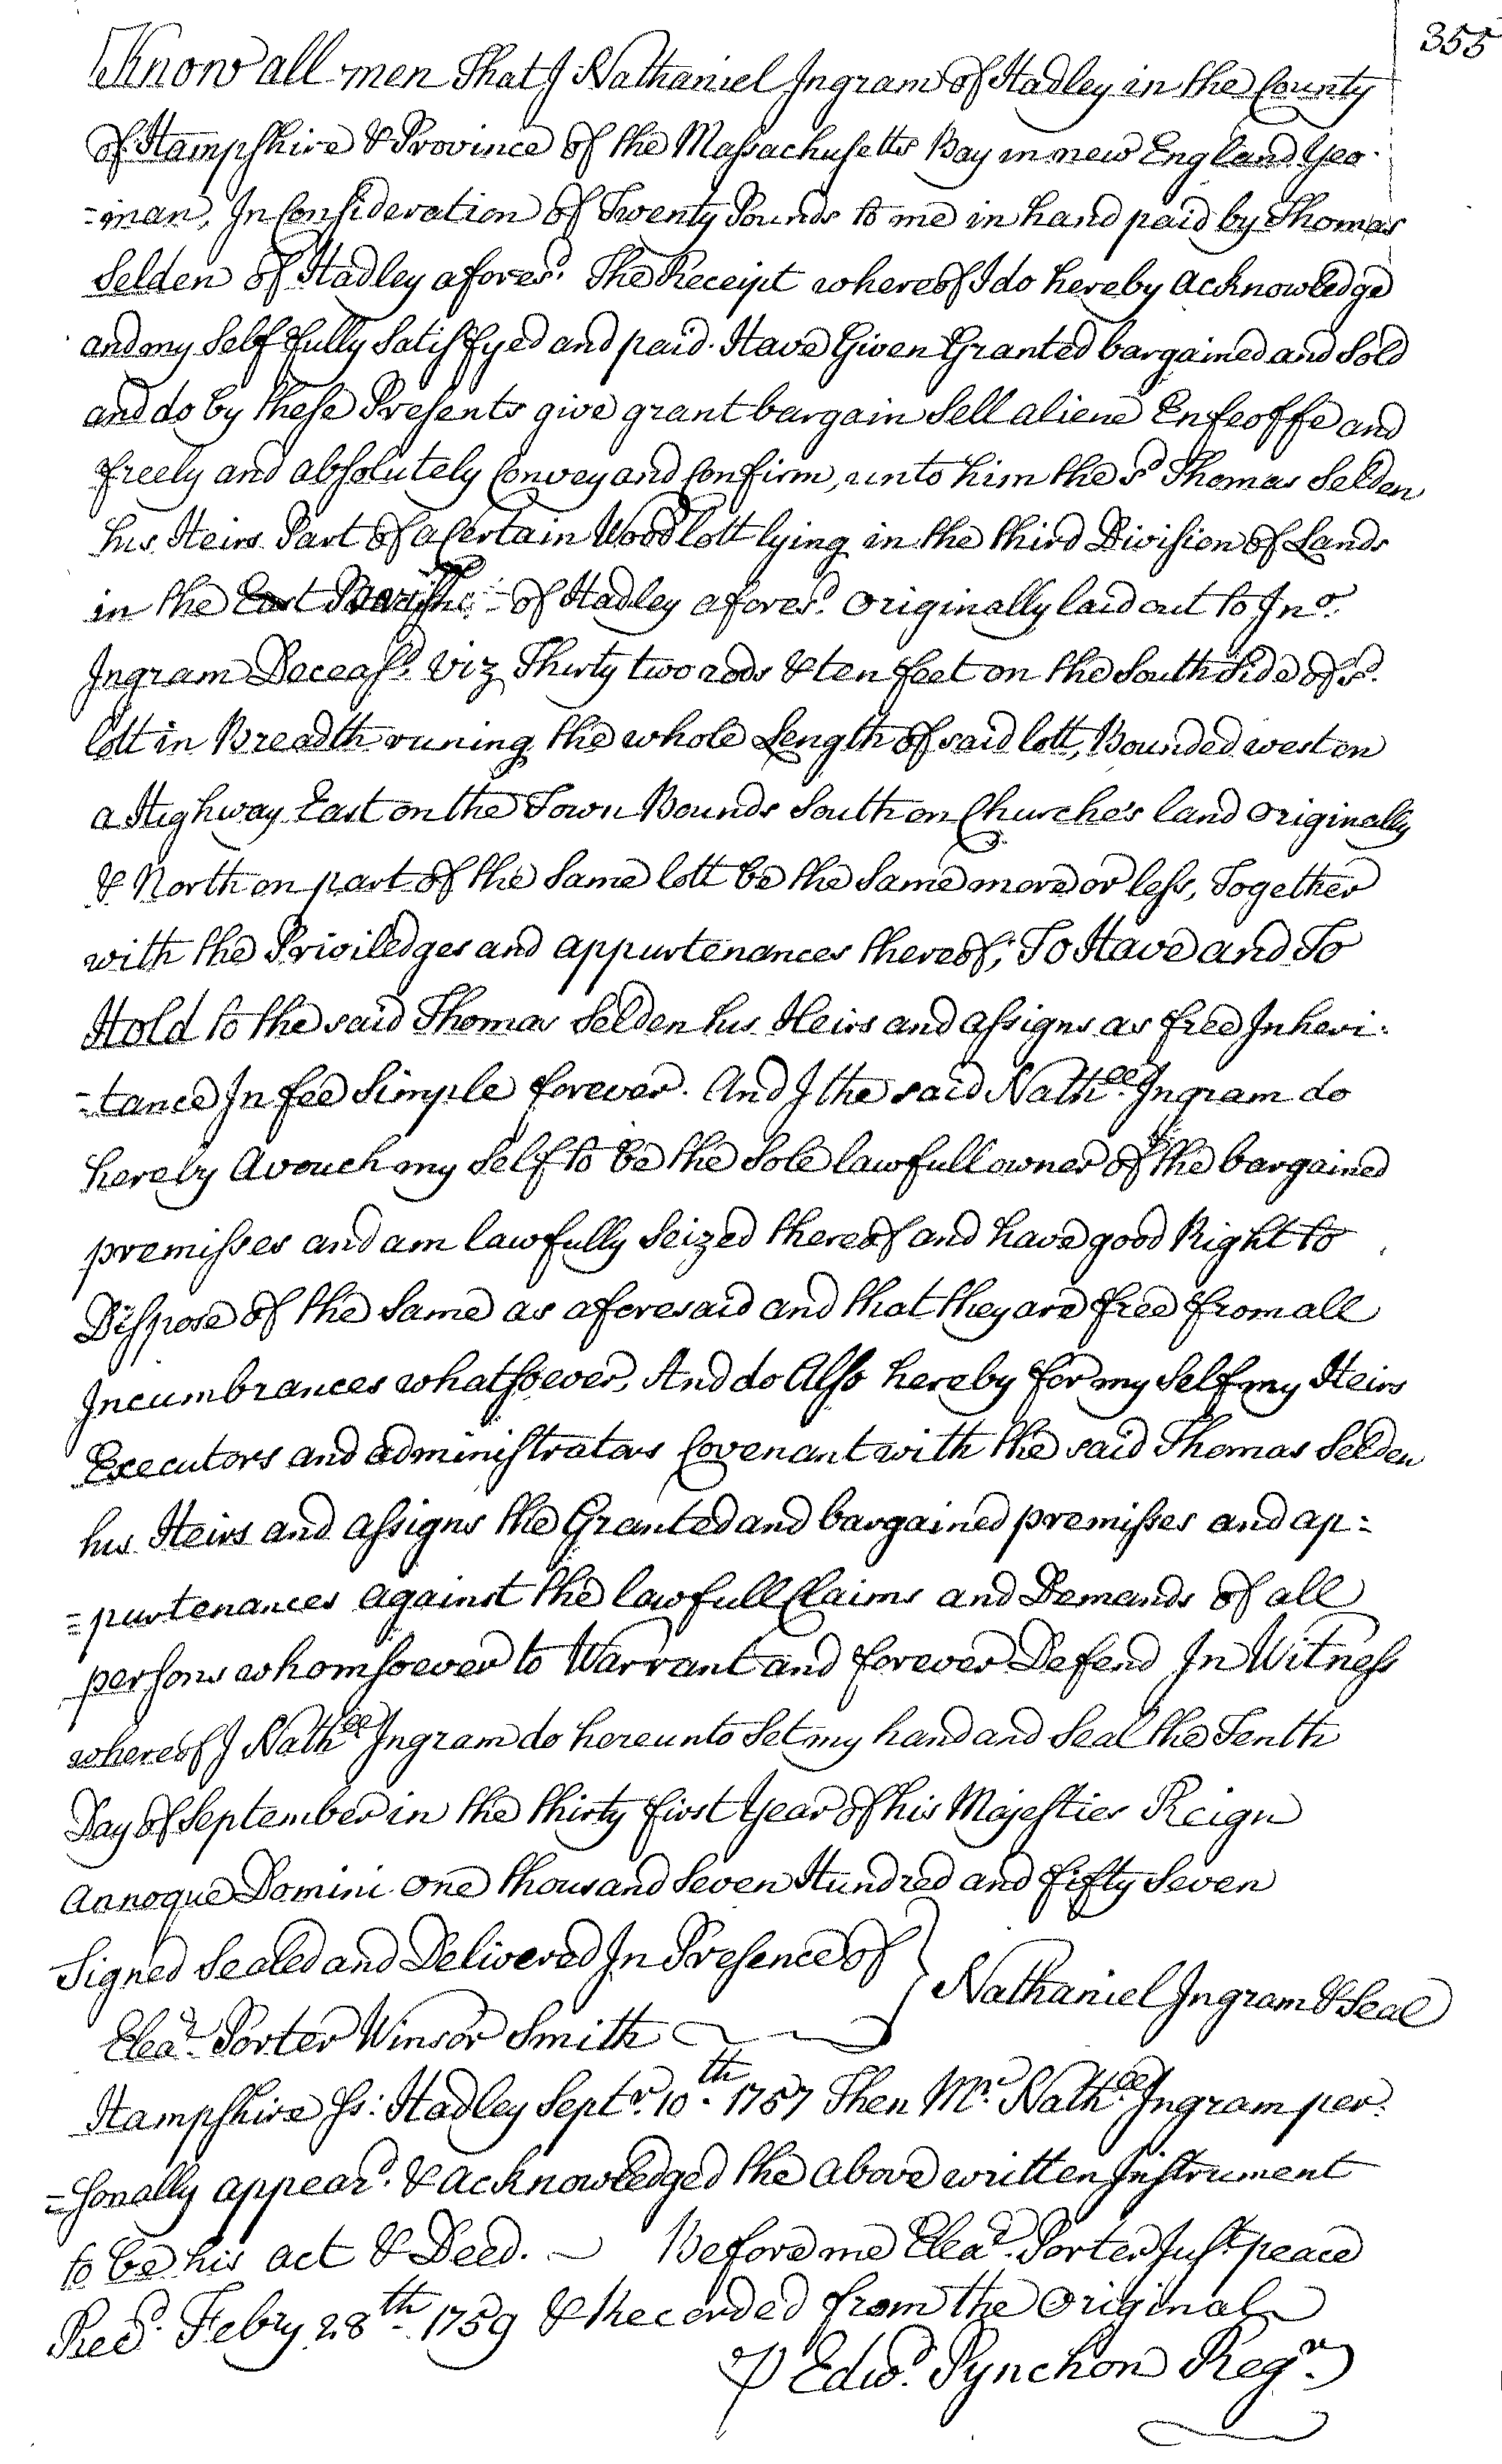 355
Know all men That I Nathaniel Ingram of Hadley in the County
of Hampshire & Province of the Massachusetts Bay in new England Yeo-
=man, In Consideration of Twenty Pounds to me in hand paid by Thomas
Selden of Hadley afores.d The Receipt whereof I do hereby acknowledge
and my Self fully Satisfyed and paid. Have Given Granted bargained and Sold
and do by these Presents give grant bargain Sell aliene Enfeoffe and
freely and absolutely Convey and Confirm, unto him the s.d Thomas Selden
his Heirs Part of a Certain Wood lott lying in the third Division of Lands
in the of Hadley afores.d originally laid out to Jn.o
Ingram Deceas.d Viz Thirty two rods & ten feet on the South Side of s.d
lott in Breadth runing the whole Length of said lott, Bounded west on
a Highway East on the Town Bounds South on Churches land originally
& North on part of the Same lott be the Same more or less, Together
with the Priviledges and appurtenances thereof; To Have and To
Hold to the said Thomas Selden his Heirs and assigns as free Inheri-
=tance In fee Simple forever. And I the said Nath.ll Ingram do
hereby Avouch my Self to be the Sole lawfull owner of the bargained
premisses and am lawfully Seized thereof and have good Right to
Dispose of the Same as aforesaid and that they are free from all
Incumbrances whatsoever, And do Also hereby for my Self my Heirs
Executors and administrators Covenant with the said Thomas Selden
his Heirs and assigns the Granted and bargained premisses and ap=
=purtenances against the lawfull Claims and Demands of all
persons whomsoever to Warrant and forever Defend In Witness
whereof I Nath.ll Ingram do hereunto Set my hand and Seal the Tenth
Day of September in the thirty first Year of his Majesties Reign
Annoque Domini one thousand Seven Hundred and fifty Seven
Signed Sealed and Delivered In Presence of } Nathaniel Ingram & Seal
Elea.r Porter Winsor Smith
Hampshire ss: Hadley Sept.r 10.th 1757 Then M.r Nath.ll Ingram per-
=sonally appear.d & acknowledged the above written Instrument
to be his act & Deed. — Before me Elea.r Porter Jus.t peace
Rec.d Febry 28.th 1759 & Recorded from the Original
℘ Edw.d Pynchon Reg.r